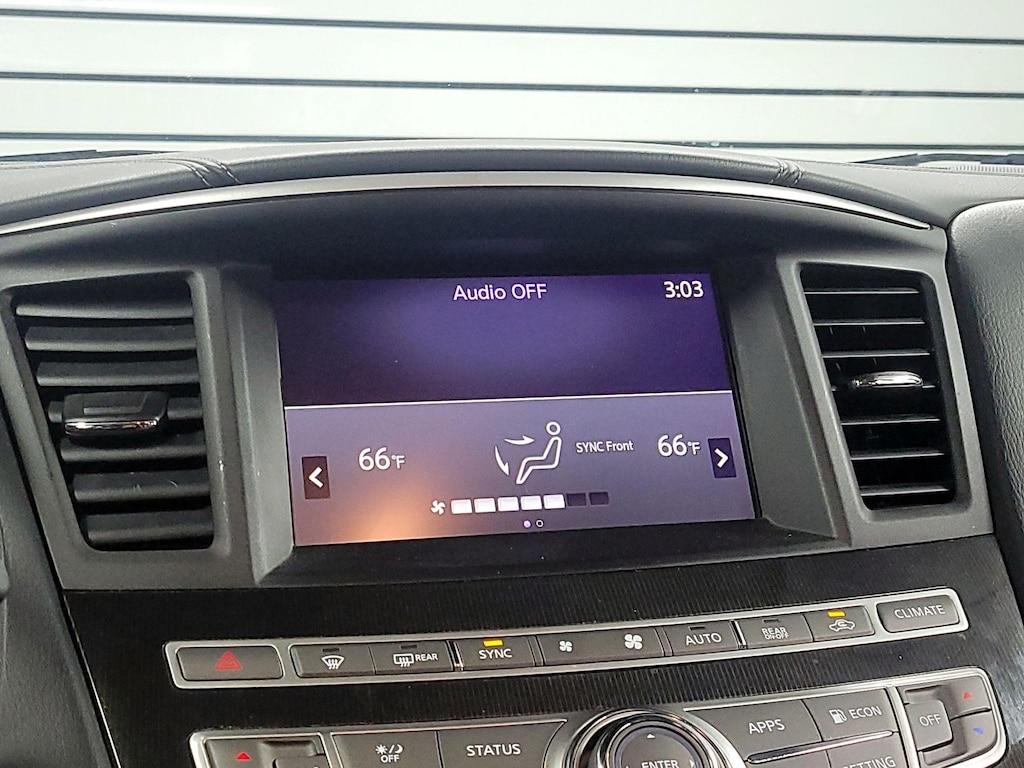 Audio OFF 3:03
66°F SYNC Front 66°F
REAR SYNC AUTO REAR ON•OFF CLIMATE
OFF STATUS ENTER APPS ECON OFF
SETTING